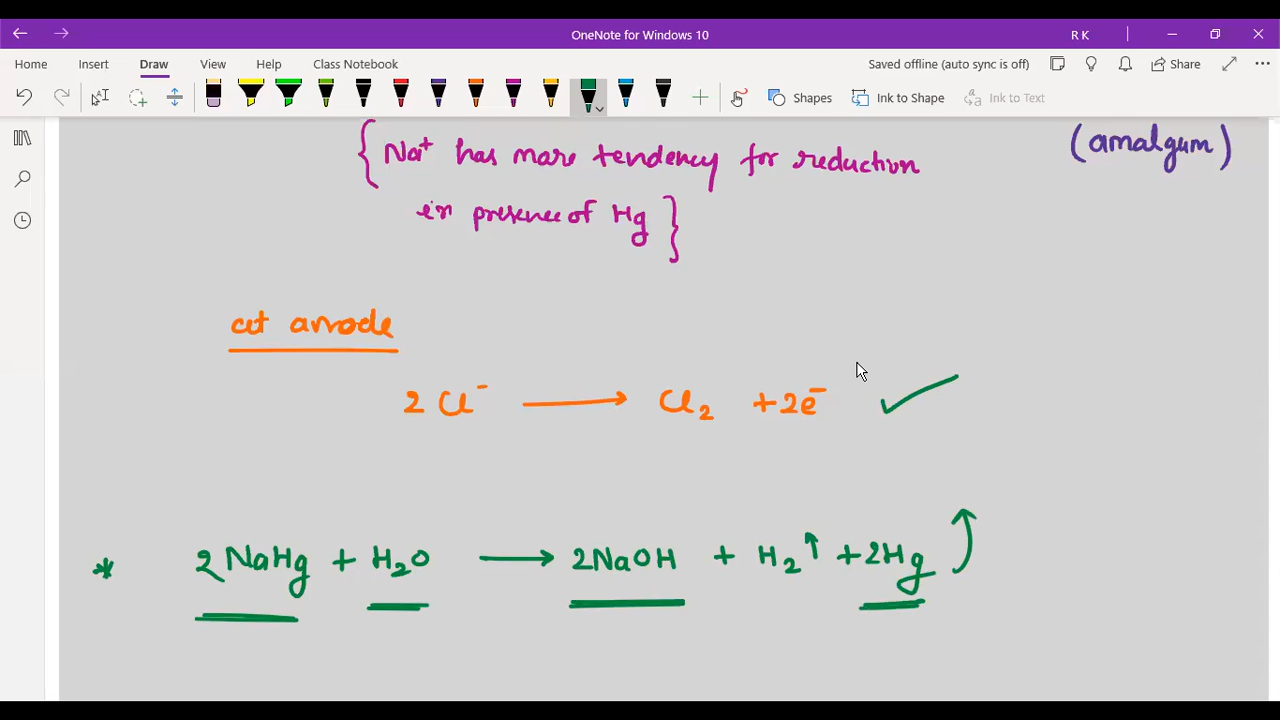 OneNote for Windows 10
R K
Home Insert Draw View Help Class Notebook
Saved offline (auto sync is off) Share
Shapes Ink to Shape Ink to Text
{ Na⁺ has more tendency for reduction
(amalgum)
in presence of Hg }
at anode
2 Cl⁻ ⟶ Cl₂ + 2e⁻ ✓
* 2NaHg + H₂O ⟶ 2NaOH + H₂↑ + 2Hg